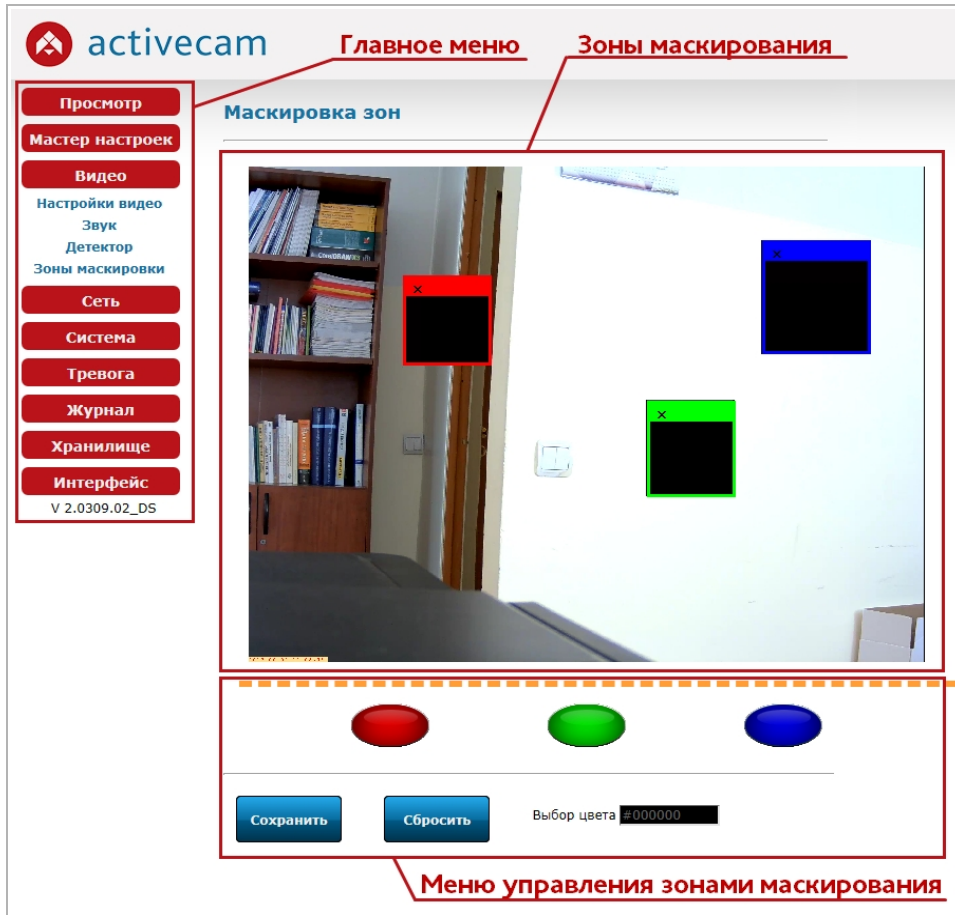 activecam
Главное меню
Зоны маскирования
Просмотр
Мастер настроек
Видео
Настройки видео
Звук
Детектор
Зоны маскировки
Сеть
Система
Тревога
Журнал
Хранилище
Интерфейс
V 2.0309.02_DS
Маскировка зон
×
×
×
Сохранить
Сбросить
Выбор цвета #000000
Меню управления зонами маскирования